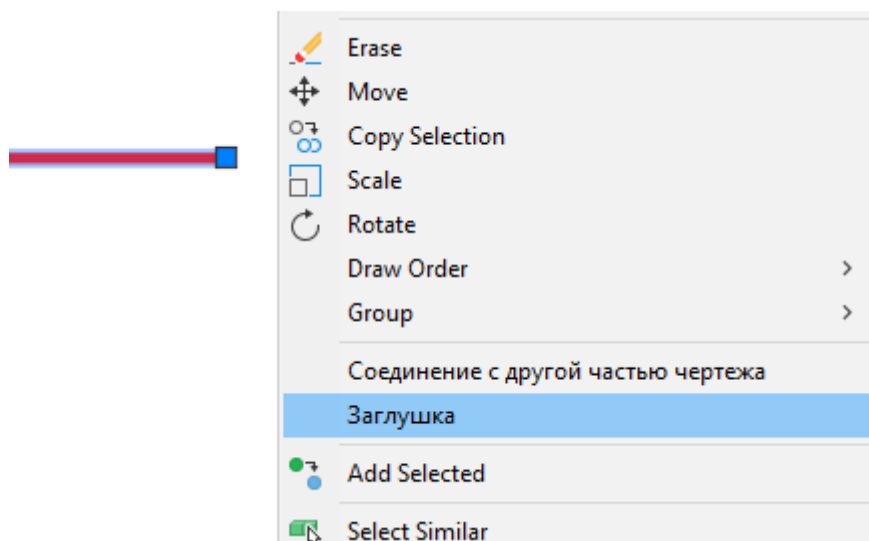 Erase
Move
Copy Selection
Scale
Rotate
Draw Order
Group
Соединение с другой частью чертежа
Заглушка
Add Selected
Select Similar